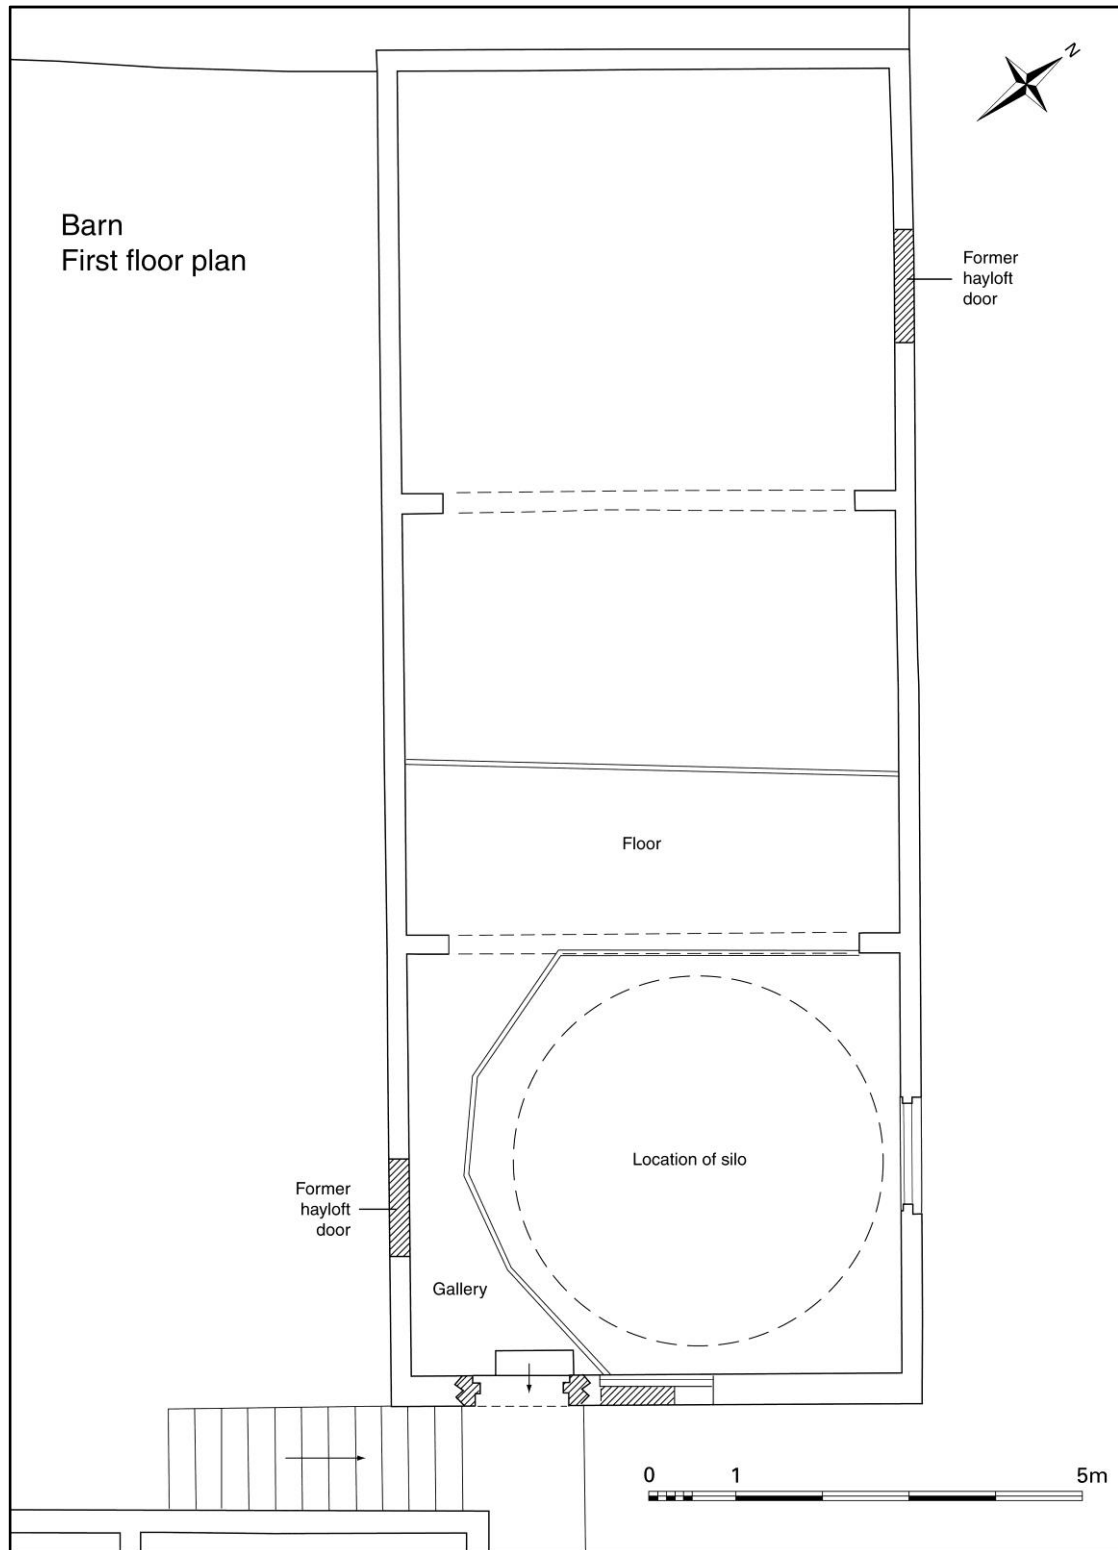 N
Barn
First floor plan
Former
hayloft
door
Floor
Location of silo
Former
hayloft
door
Gallery
0 1 5m